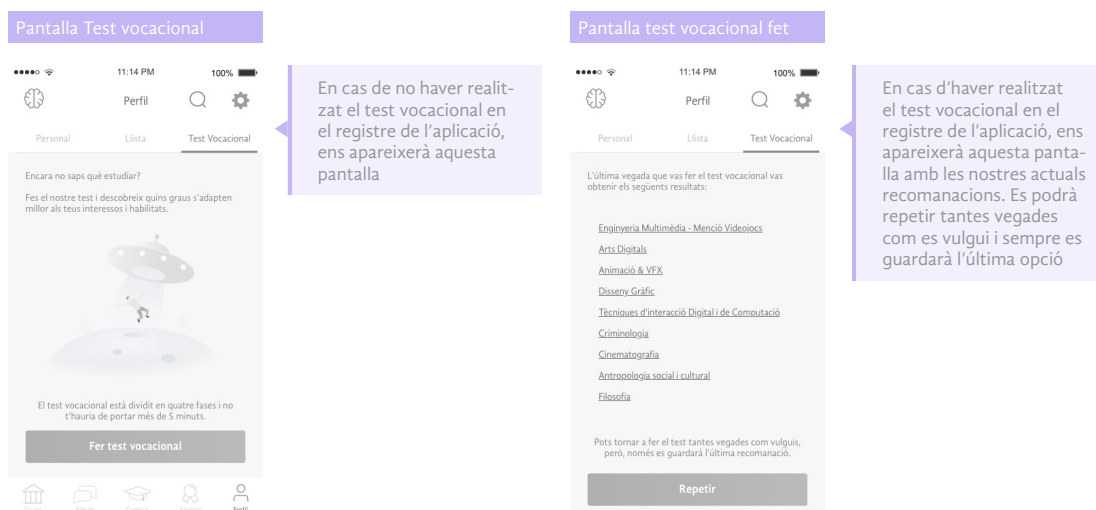 Pantalla Test vocacional
11:14 PM
100%
Perfil
Personal
Llista
Test Vocacional
Encara no saps què estudiar?
Fes el nostre test i descobreix quins graus s'adapten
millor als teus interessos i habilitats.
El test vocacional està dividit en quatre fases i no
t'hauria de portar més de 5 minuts.
Fer test vocacional
Perfil
En cas de no haver realit-
zat el test vocacional en
el registre de l'aplicació,
ens apareixerà aquesta
pantalla
Pantalla test vocacional fet
11:14 PM
100%
Perfil
Personal
Llista
Test Vocacional
L'última vegada que vas fer el test vocacional vas
obtenir els següents resultats:
Enginyeria Multimèdia - Menció Videojocs
Arts Digitals
Animació & VFX
Disseny Gràfic
Tècniques d'interacció Digital i de Computació
Criminologia
Cinematografia
Antropologia social i cultural
Filosofia
Pots tornar a fer el test tantes vegades com vulguis,
però, només es guardarà l'última recomanació.
Repetir
En cas d'haver realitzat
el test vocacional en el
registre de l'aplicació, ens
apareixerà aquesta panta-
lla amb les nostres actuals
recomanacions. Es podrà
repetir tantes vegades
com es vulgui i sempre es
guardarà l'última opció